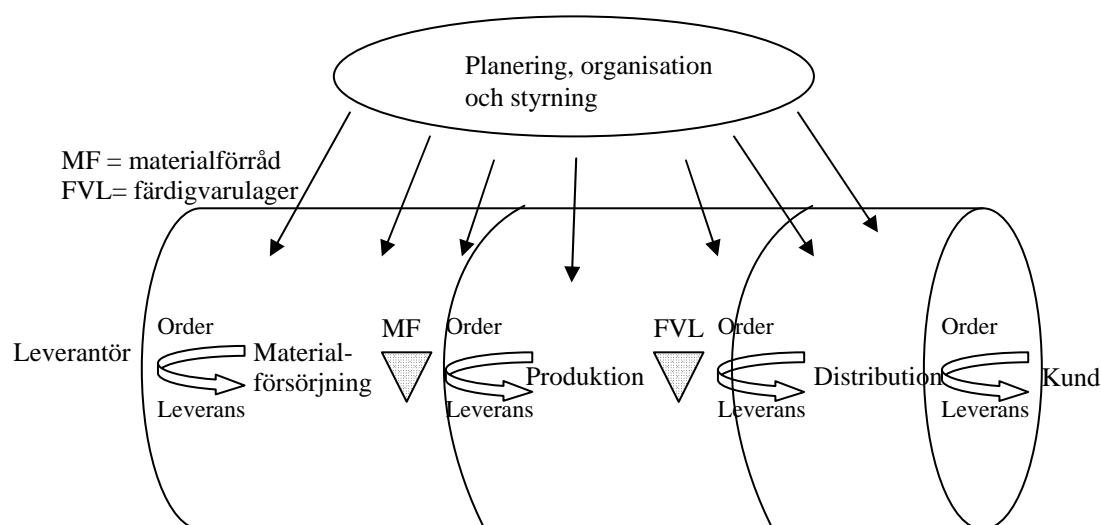 Planering, organisation
och styrning
MF = materialförråd
FVL= färdigvarulager
Order
MF
Order
FVL
Order
Order
Leverantör
Material-
försörjning
Produktion
Distribution
Kund
Leverans
Leverans
Leverans
Leverans